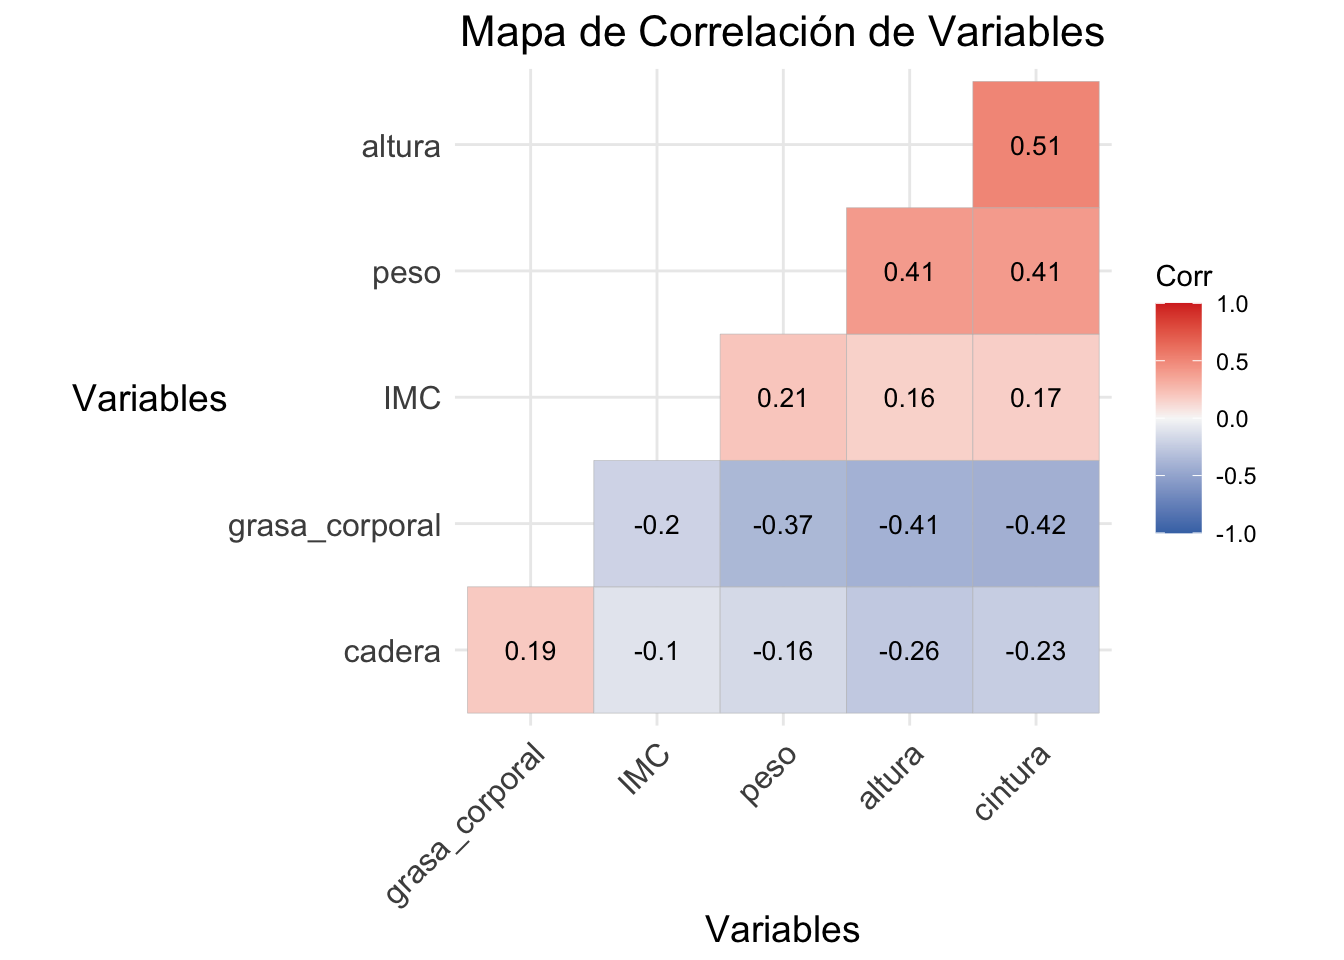 Mapa de Correlación de Variables
altura
0.51
peso
0.41 0.41
Variables
IMC
0.21 0.16 0.17
grasa_corporal
-0.2 -0.37 -0.41 -0.42
cadera
0.19 -0.1 -0.16 -0.26 -0.23
grasa_corporal
IMC
peso
altura
cintura
Variables
Corr
1.0
0.5
0.0
-0.5
-1.0